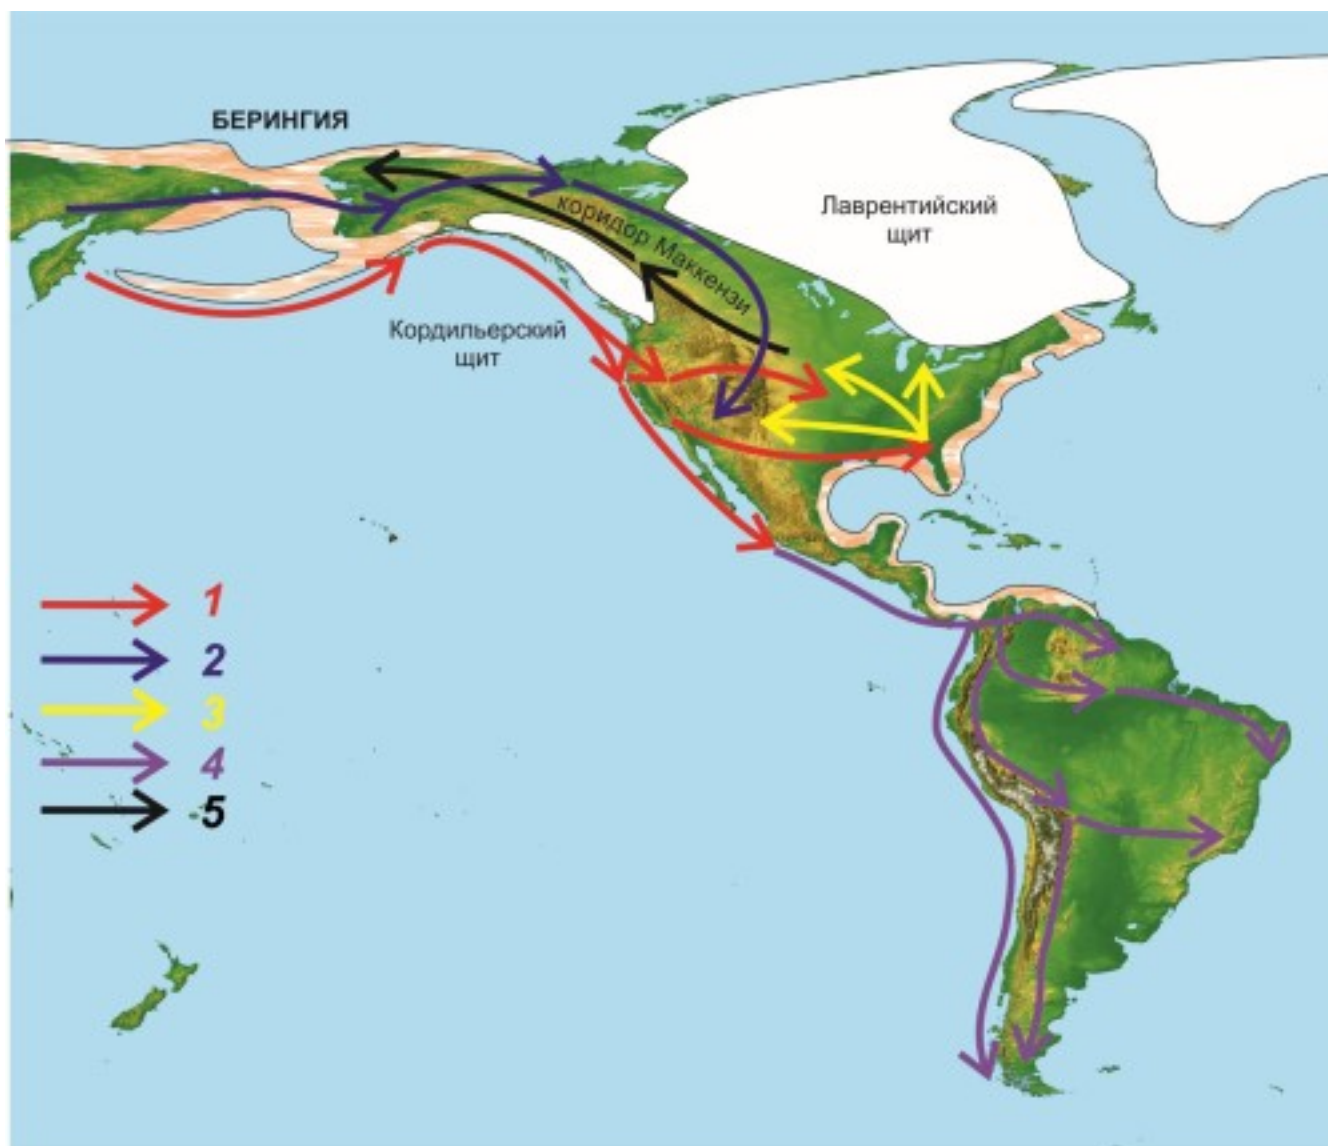 БЕРИНГИЯ
коридор Маккензи
Лаврентийский
щит
Кордильерский
щит
1
2
3
4
5